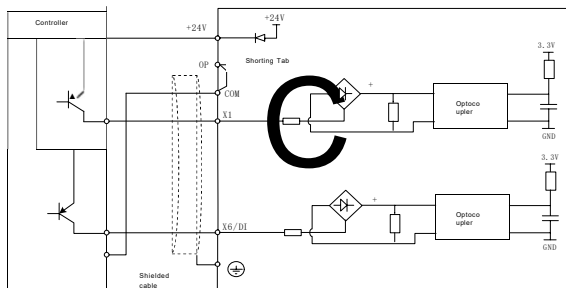 Controller
+24V
+24V
OP
Shorting Tab
COM
X1
C
+
Optoco
upler
3.3V
GND
3.3V
+
Optoco
upler
X6/DI
GND
Shielded
cable